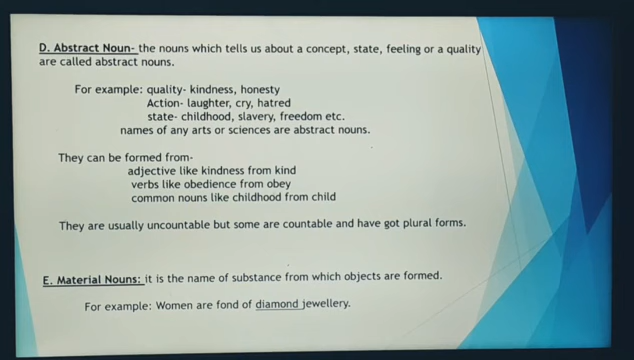 D. Abstract Noun- the nouns which tells us about a concept, state, feeling or a quality
are called abstract nouns.
For example: quality- kindness, honesty
Action- laughter, cry, hatred
state- childhood, slavery, freedom etc.
names of any arts or sciences are abstract nouns.
They can be formed from-
adjective like kindness from kind
verbs like obedience from obey
common nouns like childhood from child
They are usually uncountable but some are countable and have got plural forms.
E. Material Nouns: it is the name of substance from which objects are formed.
For example: Women are fond of diamond jewellery.